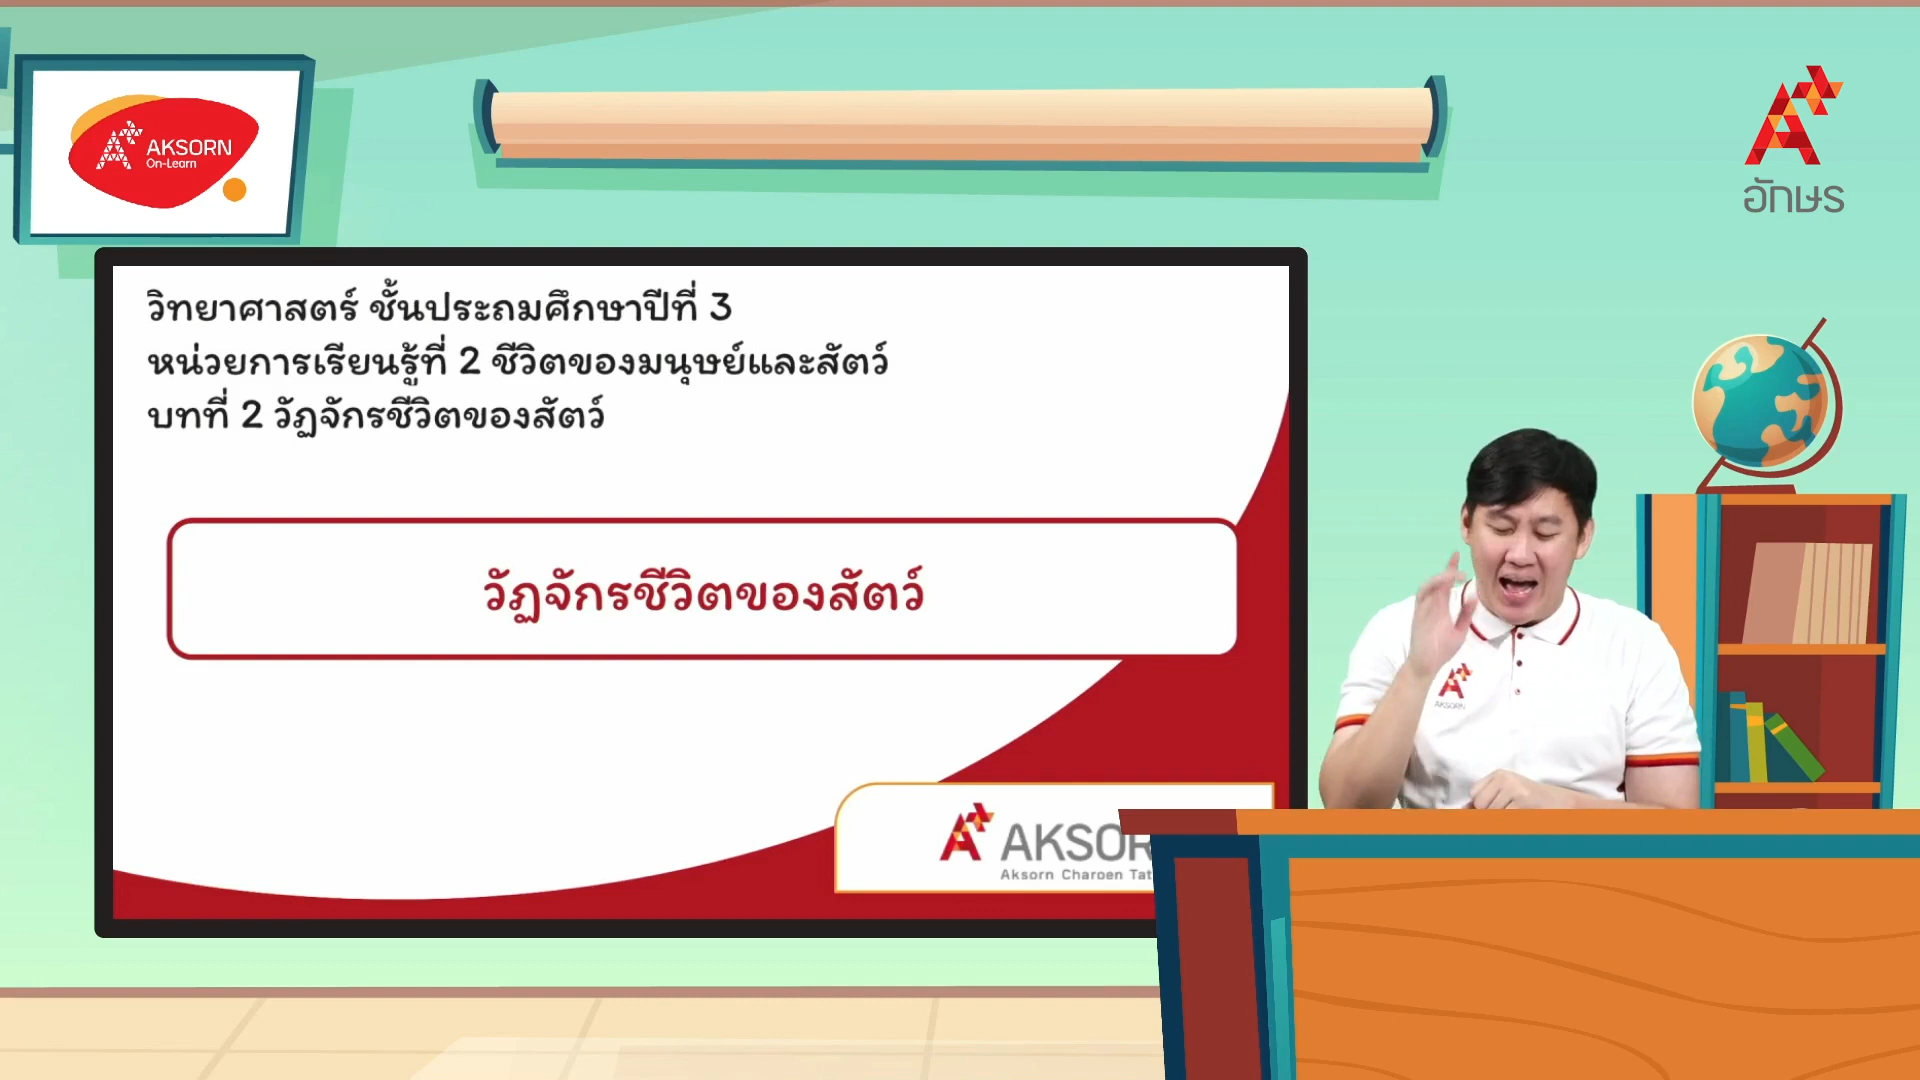 AKSORN
On-Learn
อักษร
วิทยาศาสตร์ ชั้นประถมศึกษาปีที่ 3
หน่วยการเรียนรู้ที่ 2 ชีวิตของมนุษย์และสัตว์
บทที่ 2 วัฏจักรชีวิตของสัตว์
วัฏจักรชีวิตของสัตว์
AKSORN
AKSOR
Aksorn Charoen Tat